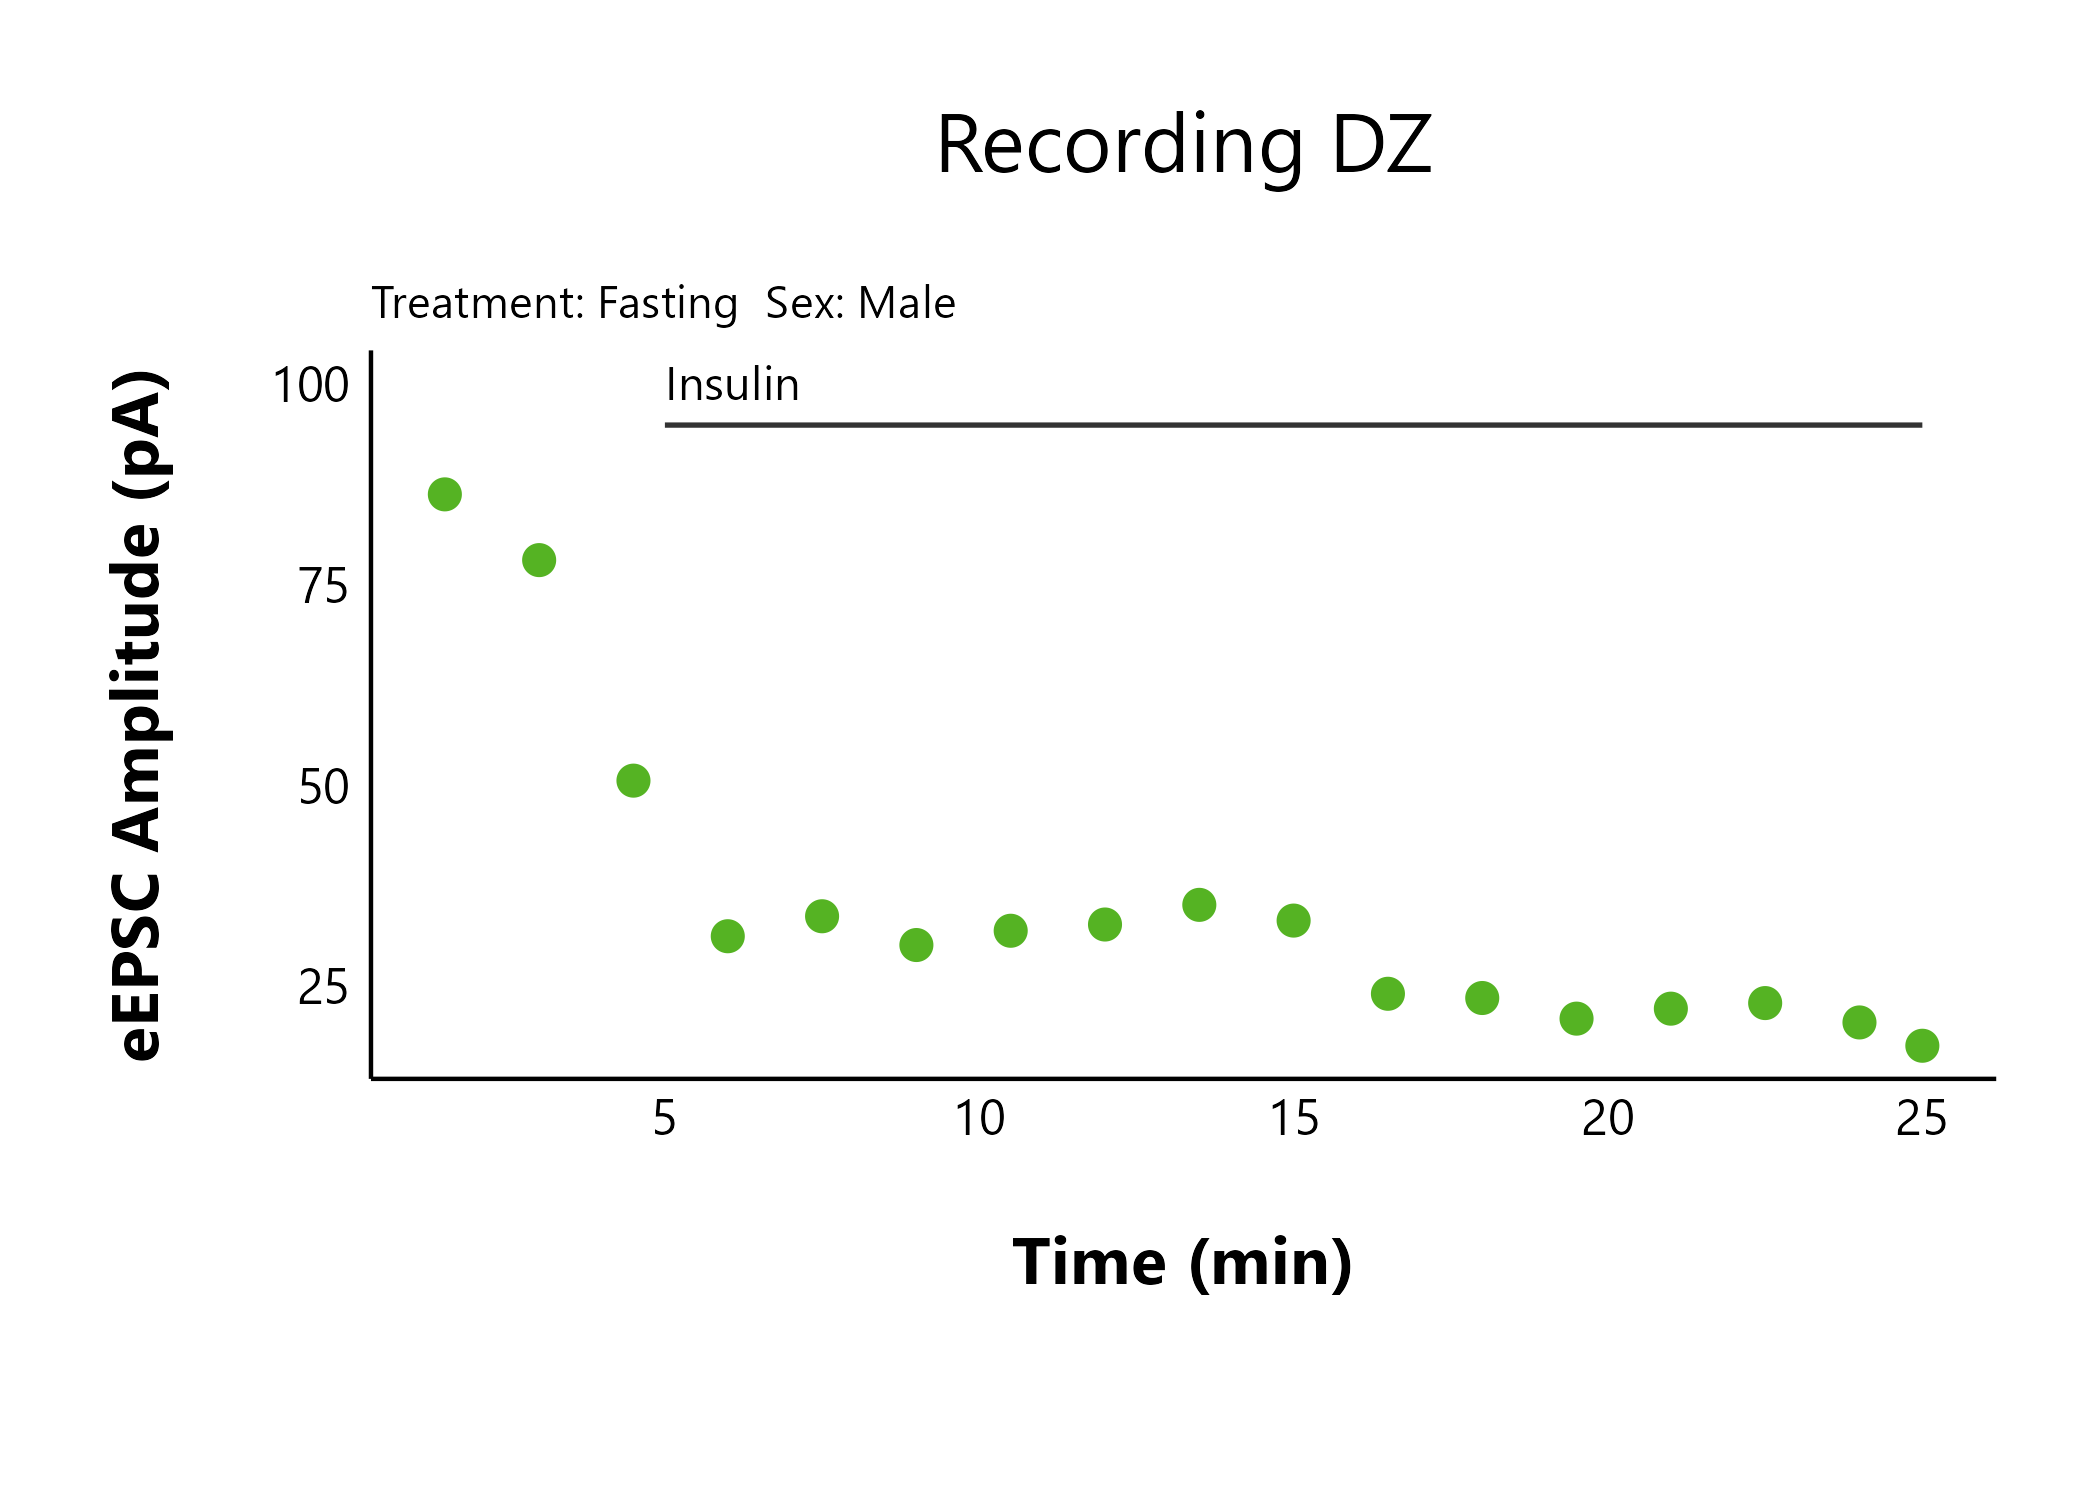 Recording DZ
Treatment: Fasting  Sex: Male
Insulin
eEPSC Amplitude (pA)
100
75
50
25
5 10 15 20 25
Time (min)